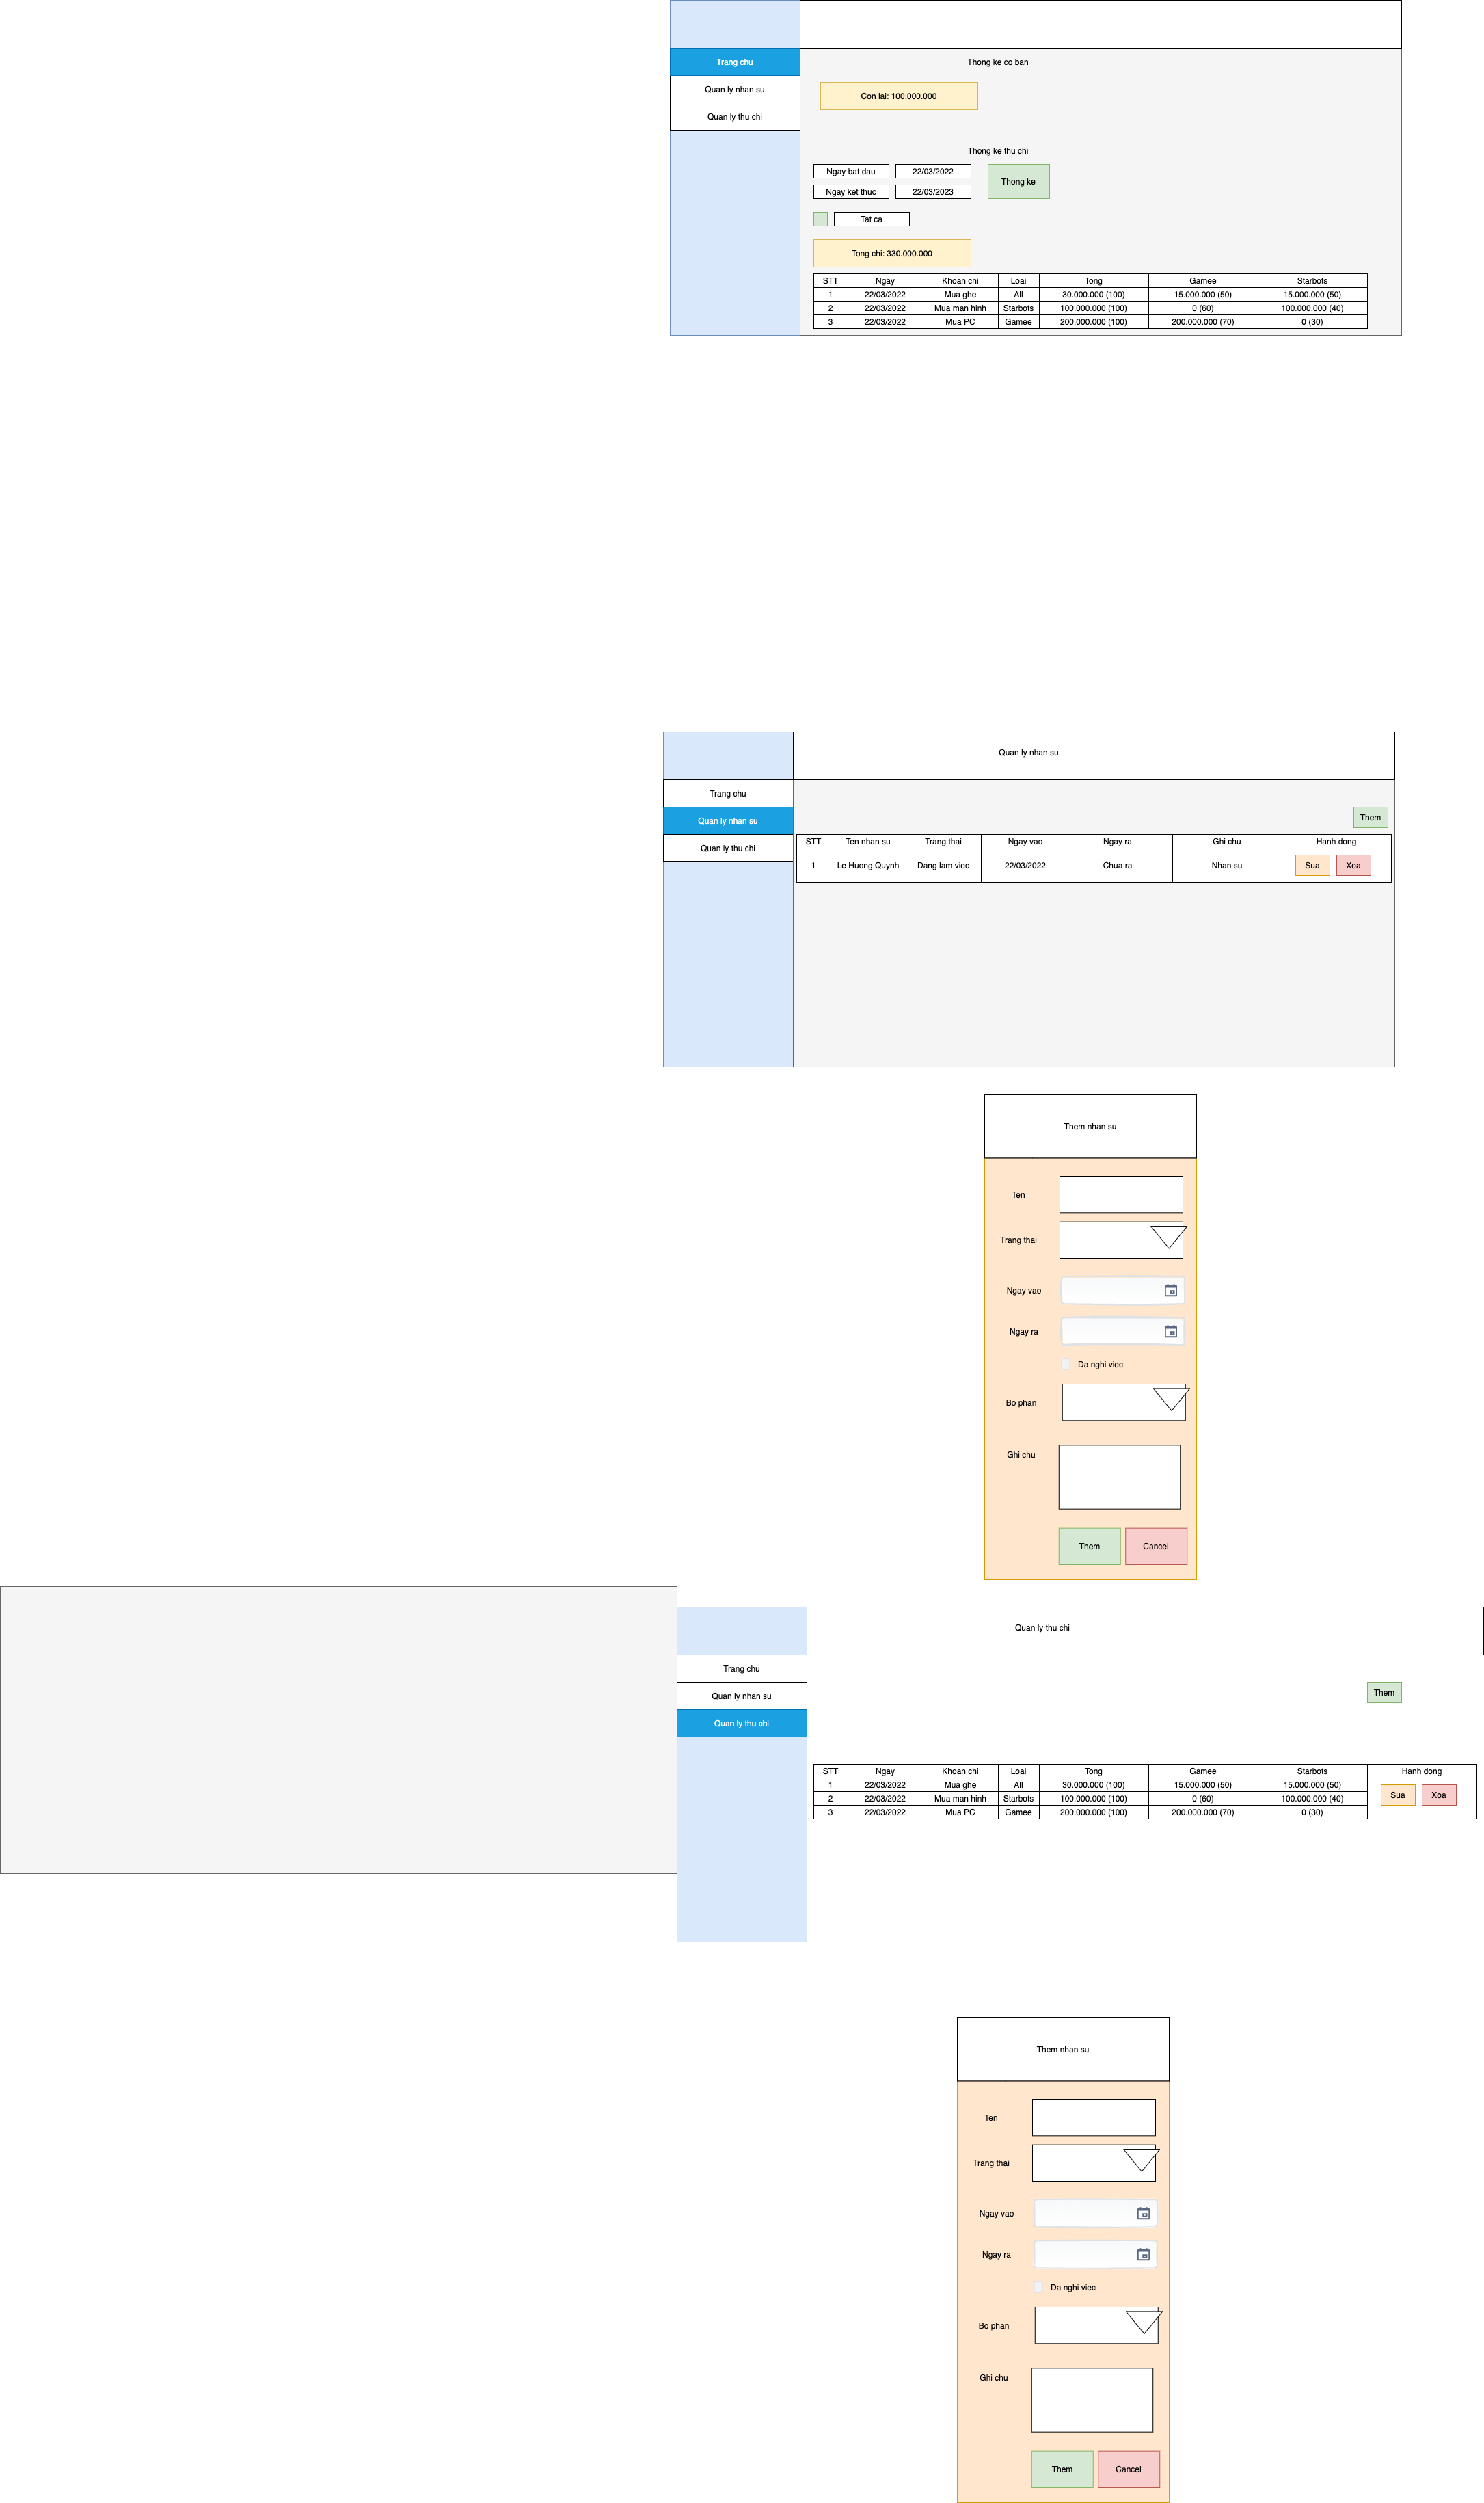 Trang chu
Thong ke co ban
Quan ly nhan su
Con lai: 100.000.000
Quan ly thu chi
Thong ke thu chi
Ngay bat dau 22/03/2022
Thong ke
Ngay ket thuc 22/03/2023
Tat ca
Tong chi: 330.000.000
STT Ngay Khoan chi Loai Tong Gamee Starbots
1 22/03/2022 Mua ghe All 30.000.000 (100) 15.000.000 (50) 15.000.000 (50)
2 22/03/2022 Mua man hinh Starbots 100.000.000 (100) 0 (60) 100.000.000 (40)
3 22/03/2022 Mua PC Gamee 200.000.000 (100) 200.000.000 (70) 0 (30)
Quan ly nhan su
Trang chu
Quan ly nhan su
Them
Quan ly thu chi
STT Ten nhan su Trang thai Ngay vao Ngay ra Ghi chu Hanh dong
1 Le Huong Quynh Dang lam viec 22/03/2022 Chua ra Nhan su Sua Xoa
Them nhan su
Ten
Trang thai
Ngay vao
Ngay ra
Da nghi viec
Bo phan
Ghi chu
Them Cancel
Quan ly thu chi
Trang chu
Quan ly nhan su
Them
Quan ly thu chi
STT Ngay Khoan chi Loai Tong Gamee Starbots Hanh dong
1 22/03/2022 Mua ghe All 30.000.000 (100) 15.000.000 (50) 15.000.000 (50)
Sua Xoa
2 22/03/2022 Mua man hinh Starbots 100.000.000 (100) 0 (60) 100.000.000 (40)
3 22/03/2022 Mua PC Gamee 200.000.000 (100) 200.000.000 (70) 0 (30)
Them nhan su
Ten
Trang thai
Ngay vao
Ngay ra
Da nghi viec
Bo phan
Ghi chu
Them Cancel